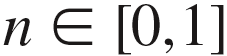 n ∈ [0,1]